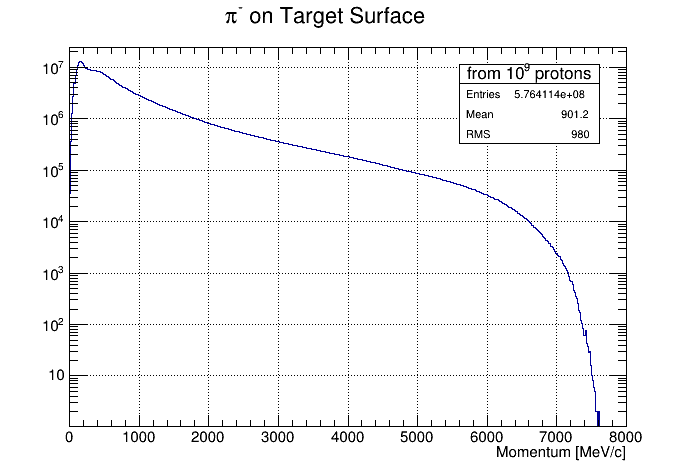 π⁻ on Target Surface
from 10⁹ protons
Entries 5.764114e+08
Mean 901.2
RMS 980
10⁷
10⁶
10⁵
10⁴
10³
10²
10
0 1000 2000 3000 4000 5000 6000 7000 8000
Momentum [MeV/c]